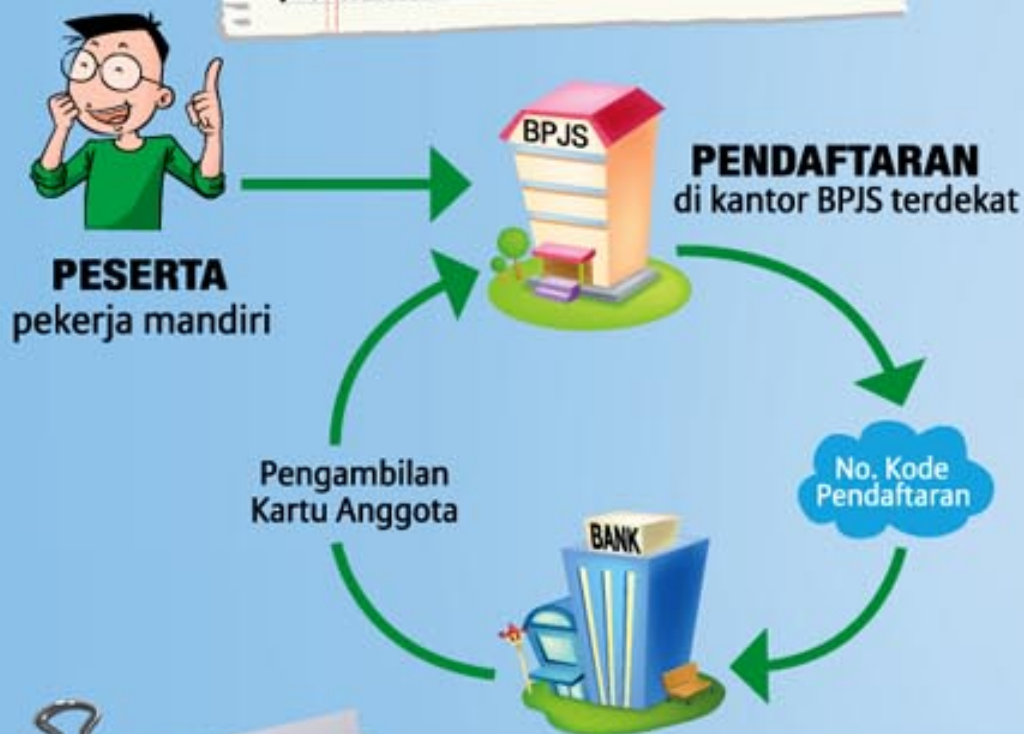 BPJS
PENDAFTARAN
di kantor BPJS terdekat
PESERTA
pekerja mandiri
No. Kode
Pendaftaran
Pengambilan
Kartu Anggota
BANK